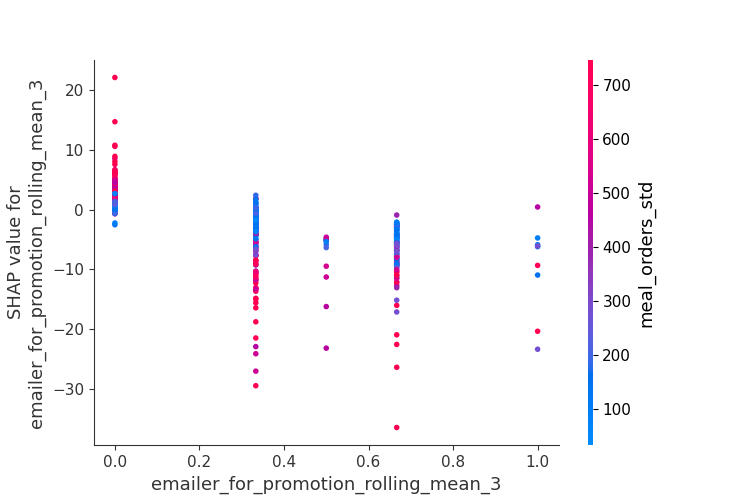 SHAP value for
emailer_for_promotion_rolling_mean_3
20
10
0
−10
−20
−30
0.0 0.2 0.4 0.6 0.8 1.0
emailer_for_promotion_rolling_mean_3
700
600
500
400
300
200
100
meal_orders_std